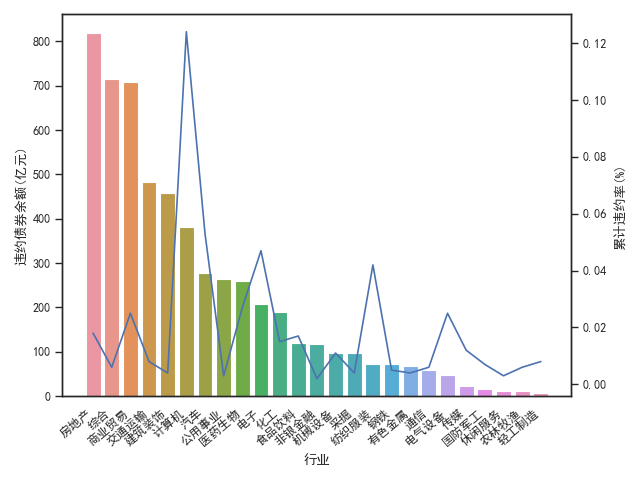 800
700
600
500
400
300
200
100
0
违约债券余额(亿元)
0.12
0.10
0.08
0.06
0.04
0.02
0.00
累计违约率(%)
房地产
综合
商业贸易
交通运输
建筑装饰
计算机
汽车
公用事业
医药生物
电子
化工
食品饮料
非银金融
机械设备
采掘
纺织服装
钢铁
有色金属
通信
电气设备
传媒
国防军工
休闲服务
农林牧渔
轻工制造
行业